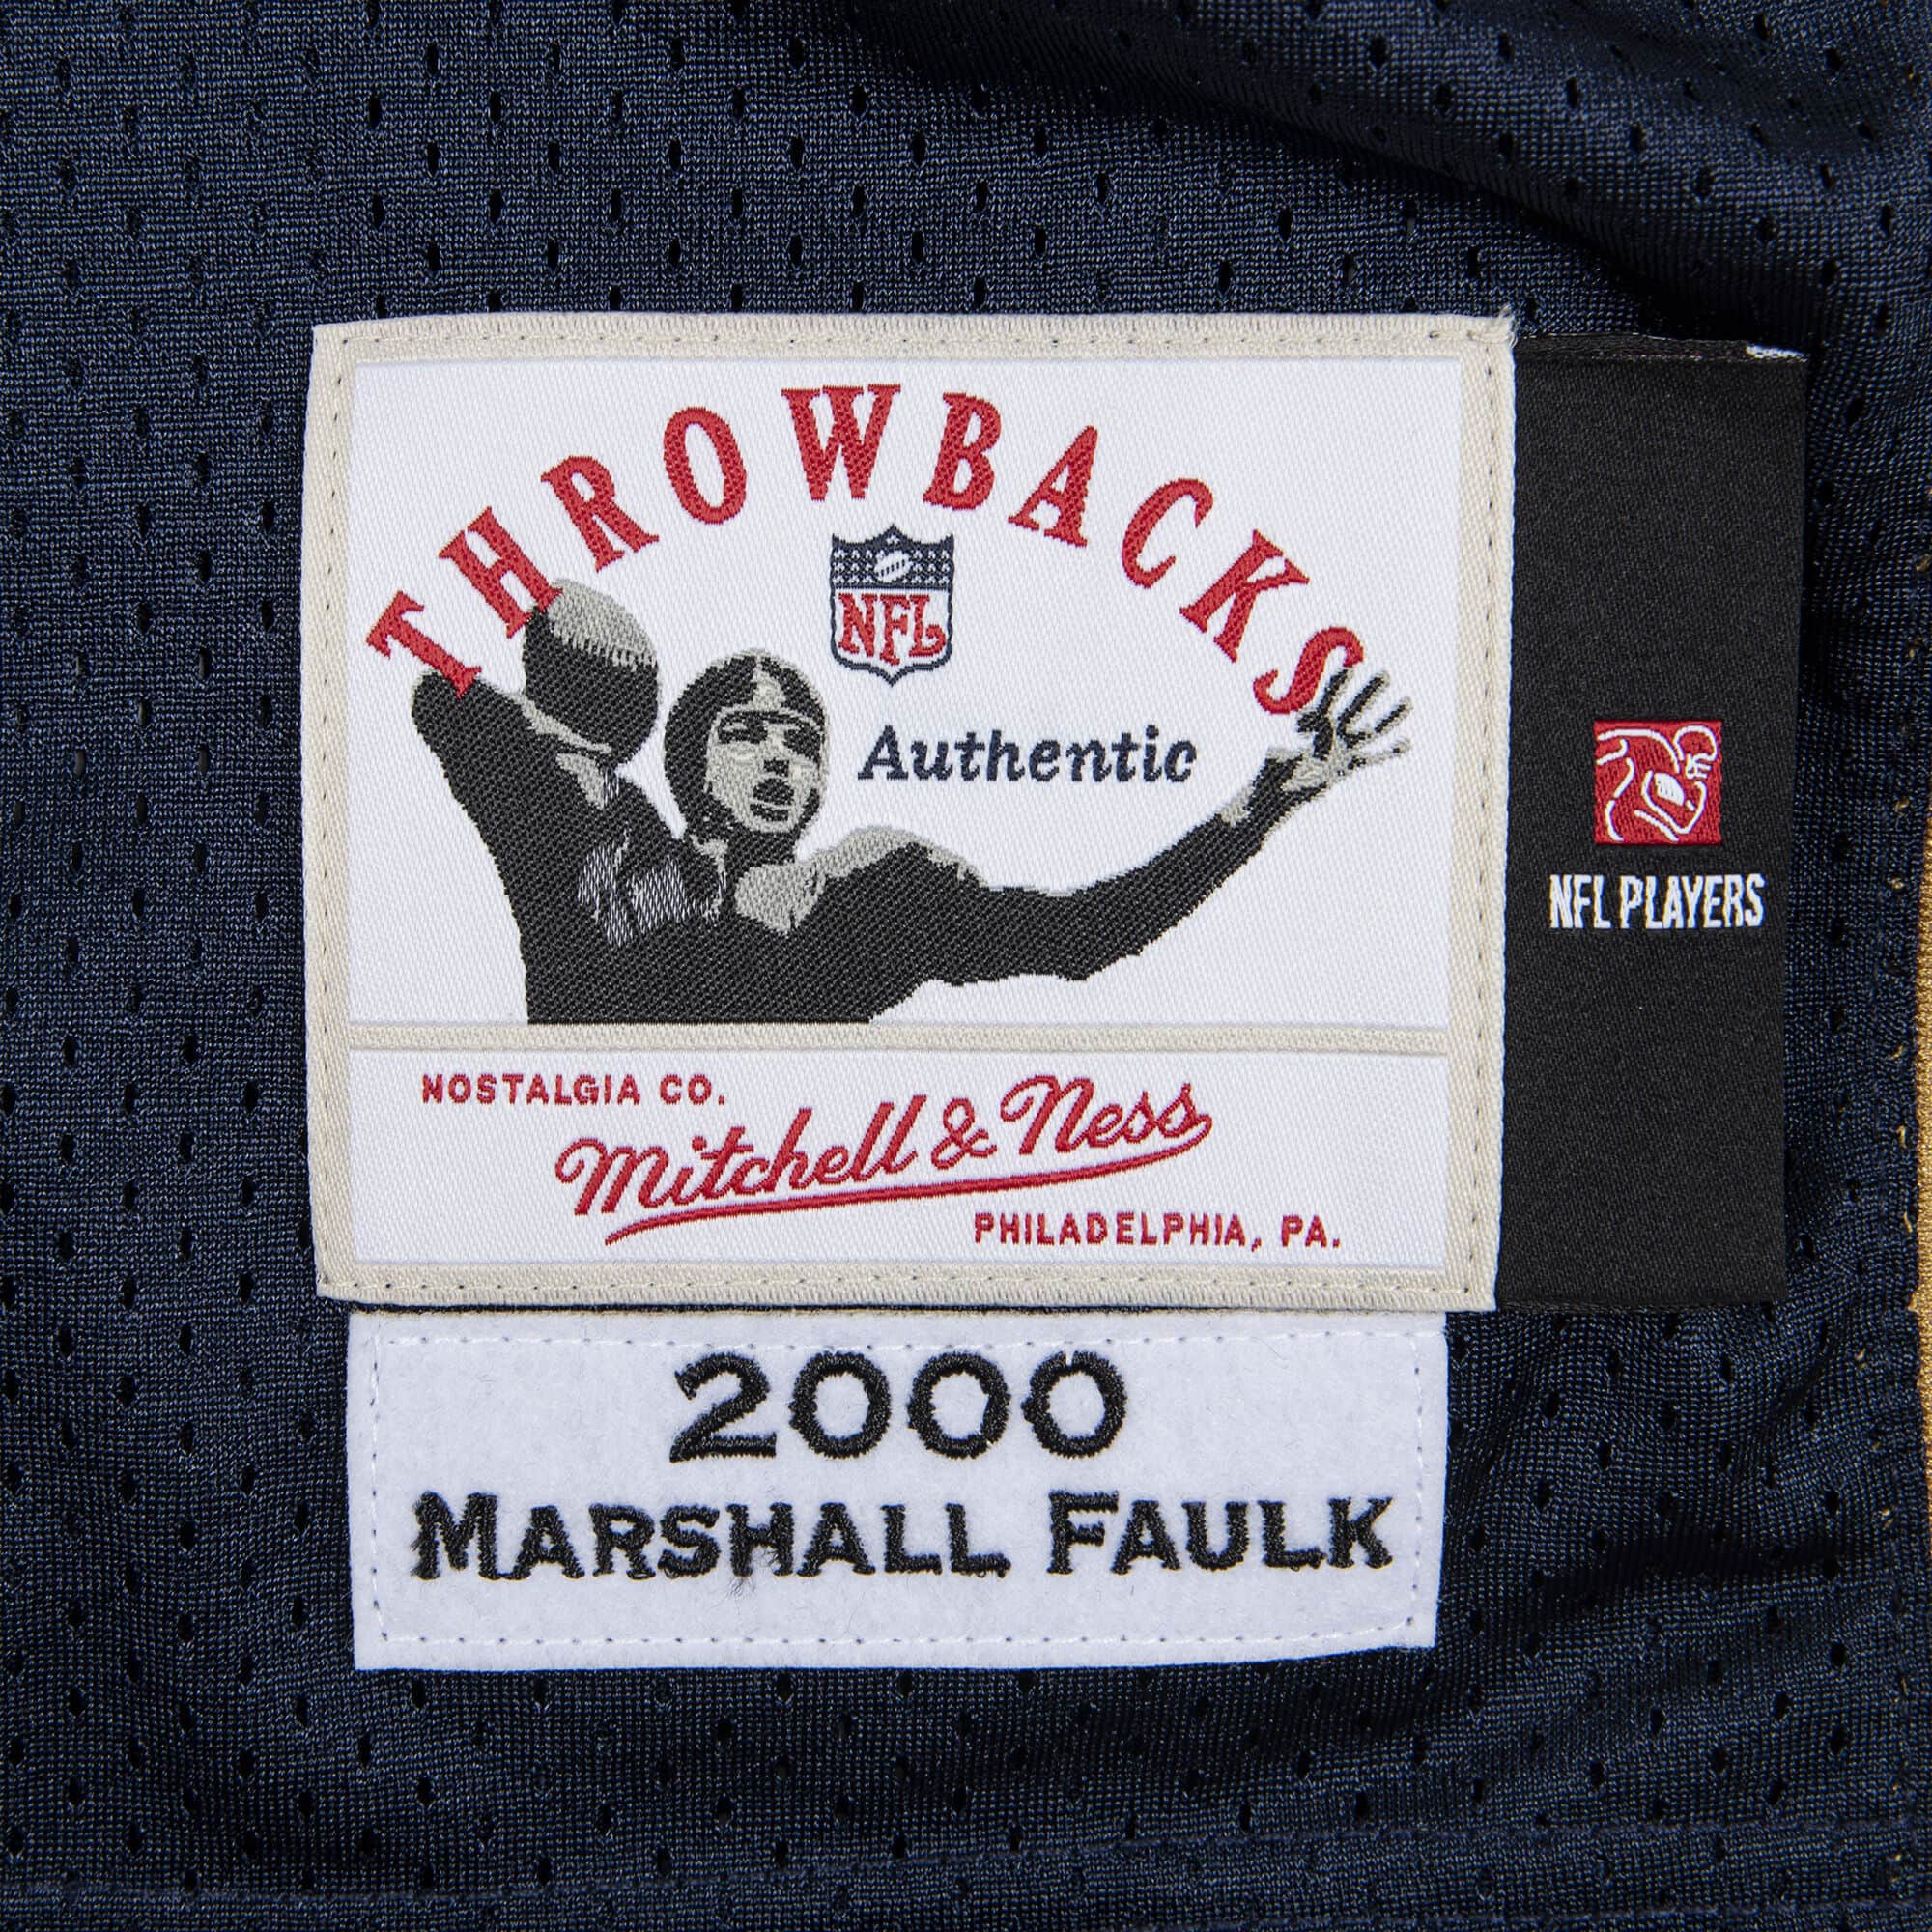 THROWBACKS
NFL
Authentic
NFL PLAYERS
NOSTALGIA CO.
Mitchell & Ness
PHILADELPHIA, PA.
2000
MARSHALL FAULK